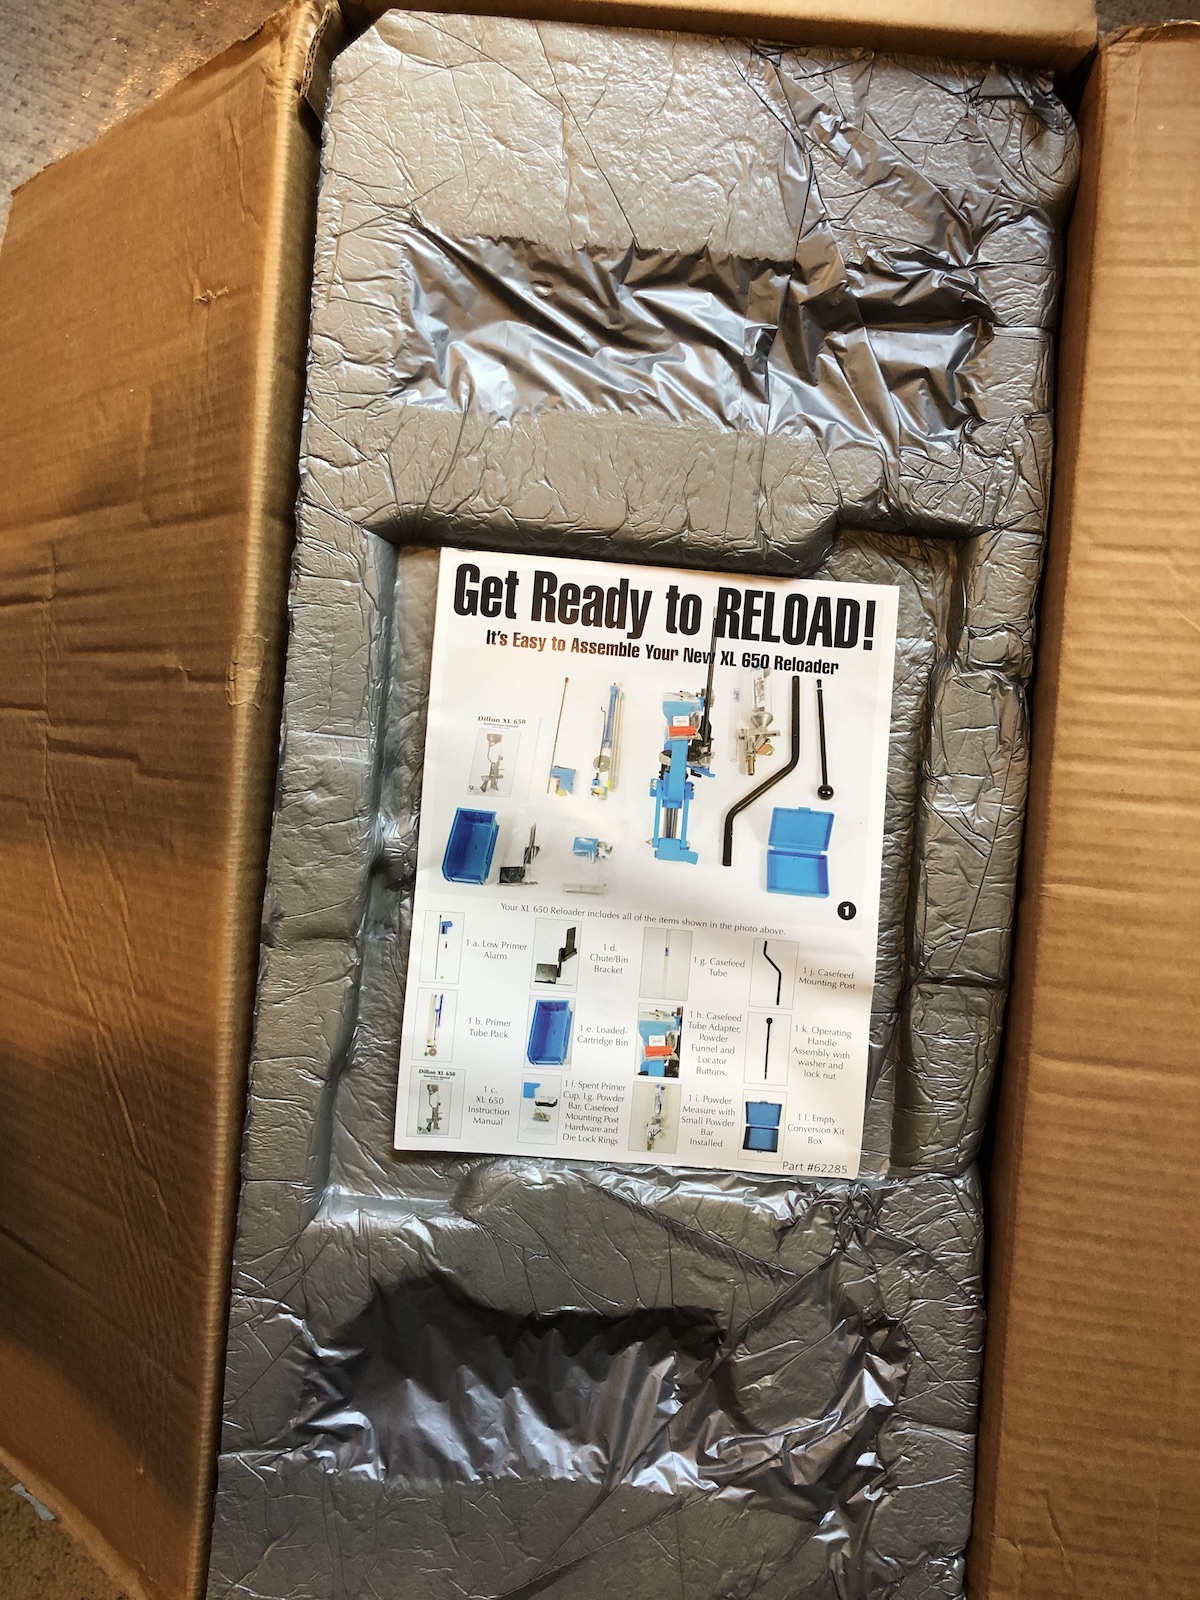 Get Ready to RELOAD!
It's Easy to Assemble Your New XL 650 Reloader
Dillon XL 650
Instruction Manual
1
Your XL 650 Reloader includes all of the items shown in the photo above.
1 a. Low Primer
Alarm
1 d.
Chute/Bin
Bracket
1 g. Casefeed
Tube
1 j. Casefeed
Mounting Post
1 b. Primer
Tube Pack
1 e. Loaded-
Cartridge Bin
1 h. Casefeed
Tube Adapter,
Powder
Funnel and
Locator
Buttons.
1 k. Operating
Handle
Assembly with
washer and
lock nut
Dillon XL 650
1 c.
XL 650
Instruction
Manual
1 f. Spent Primer
Cup, Lg. Powder
Bar, Casefeed
Mounting Post
Hardware and
Die Lock Rings
1 i. Powder
Measure with
Small Powder
Bar
Installed
1 l. Empty
Conversion Kit
Box
Part #62285